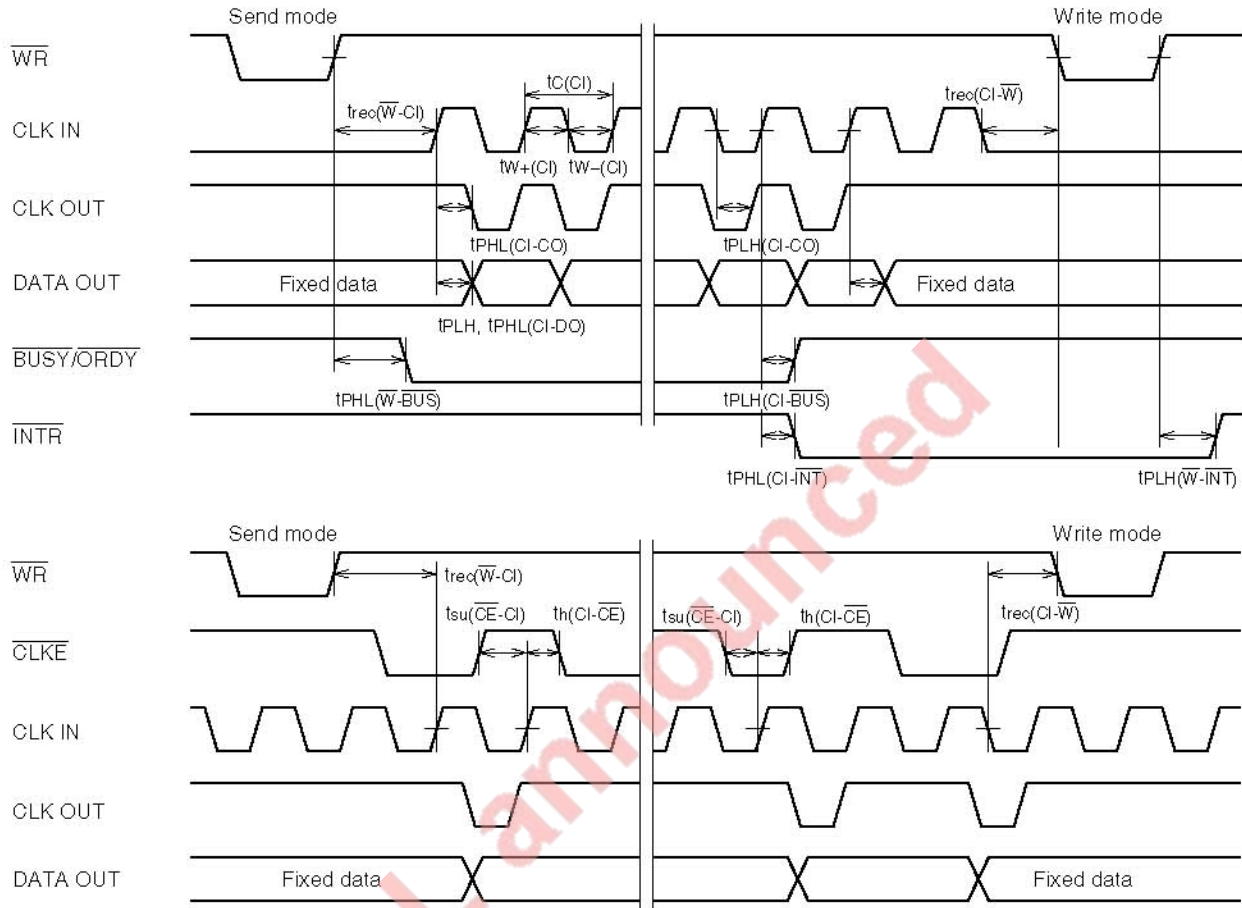 Send mode
Write mode
WR
tC(CI)
trec(W-CI)
trec(CI-W)
CLK IN
tW+(CI)
tW–(CI)
CLK OUT
tPHL(CI-CO)
tPLH(CI-CO)
DATA OUT
Fixed data
Fixed data
tPLH, tPHL(CI-DO)
BUSY/ORDY
tPHL(W-BUS)
tPLH(CI-BUS)
INTR
tPHL(CI-INT)
tPLH(W-INT)
Send mode
Write mode
WR
trec(W-CI)
tsu(CE-CI)
th(CI-CE)
tsu(CE-CI)
th(CI-CE)
trec(CI-W)
CLKE
CLK IN
CLK OUT
DATA OUT
Fixed data
Fixed data
announced